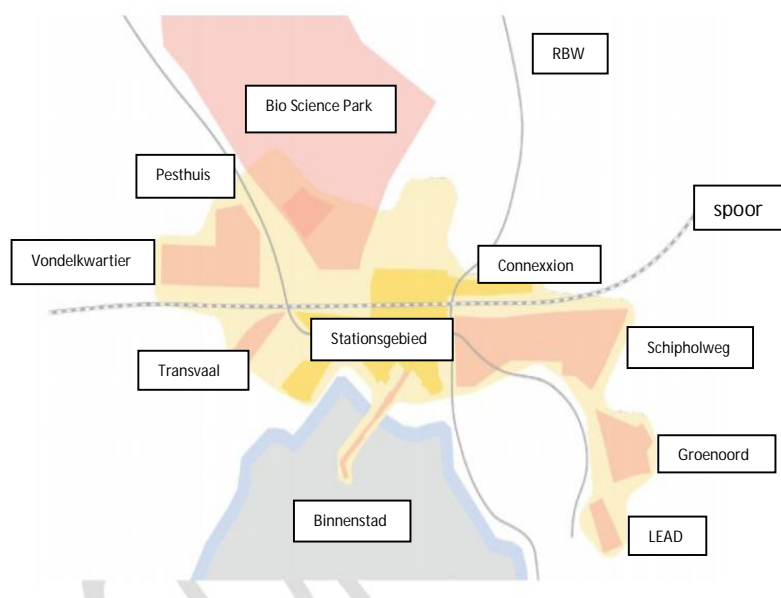 RBW
Bio Science Park
Pesthuis
spoor
Vondelkwartier
Connexxion
Stationsgebied
Schipholweg
Transvaal
Groenoord
Binnenstad
LEAD